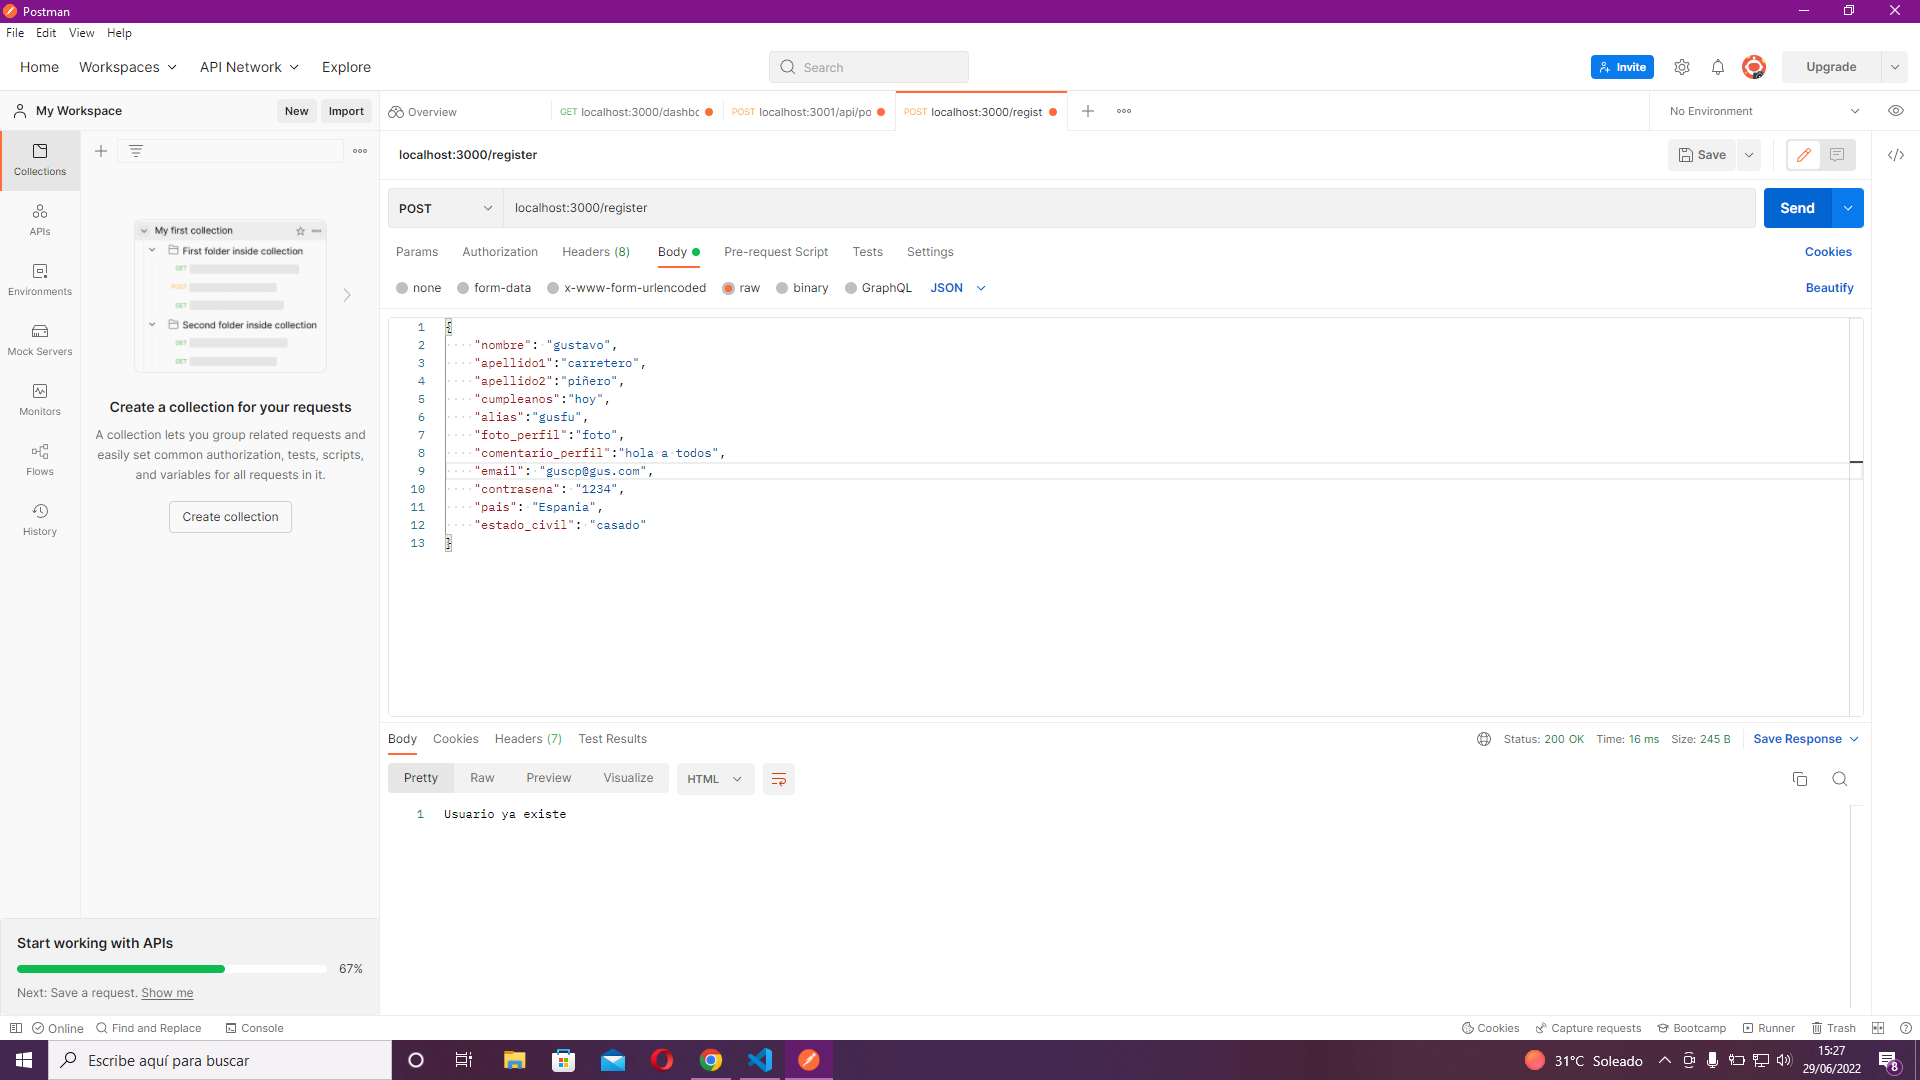 Postman
File Edit View Help
Home Workspaces API Network Explore
Search
Invite
Upgrade
My Workspace
New Import
Overview
GET localhost:3000/dashbo
POST localhost:3001/api/po
POST localhost:3000/regist
No Environment
Collections
APIs
Environments
Mock Servers
Monitors
Flows
History
My first collection
First folder inside collection
GET
POST
GET
Second folder inside collection
GET
GET
Create a collection for your requests
A collection lets you group related requests and
easily set common authorization, tests, scripts,
and variables for all requests in it.
Create collection
Start working with APIs
67%
Next: Save a request. Show me
localhost:3000/register
Save
POST localhost:3000/register
Send
Params Authorization Headers (8) Body Pre-request Script Tests Settings
Cookies
none form-data x-www-form-urlencoded raw binary GraphQL JSON
Beautify
1 {
2 "nombre": "gustavo",
3 "apellido1":"carretero",
4 "apellido2":"piñero",
5 "cumpleanos":"hoy",
6 "alias":"gusfu",
7 "foto_perfil":"foto",
8 "comentario_perfil":"hola a todos",
9 "email": "guscp@gus.com",
10 "contrasena": "1234",
11 "pais": "Espania",
12 "estado_civil": "casado"
13 }
Body Cookies Headers (7) Test Results
Status: 200 OK Time: 16 ms Size: 245 B Save Response
Pretty Raw Preview Visualize HTML
1 Usuario ya existe
Online Find and Replace Console
Cookies Capture requests Bootcamp Runner Trash
Escribe aquí para buscar
31°C Soleado
15:27
29/06/2022
8